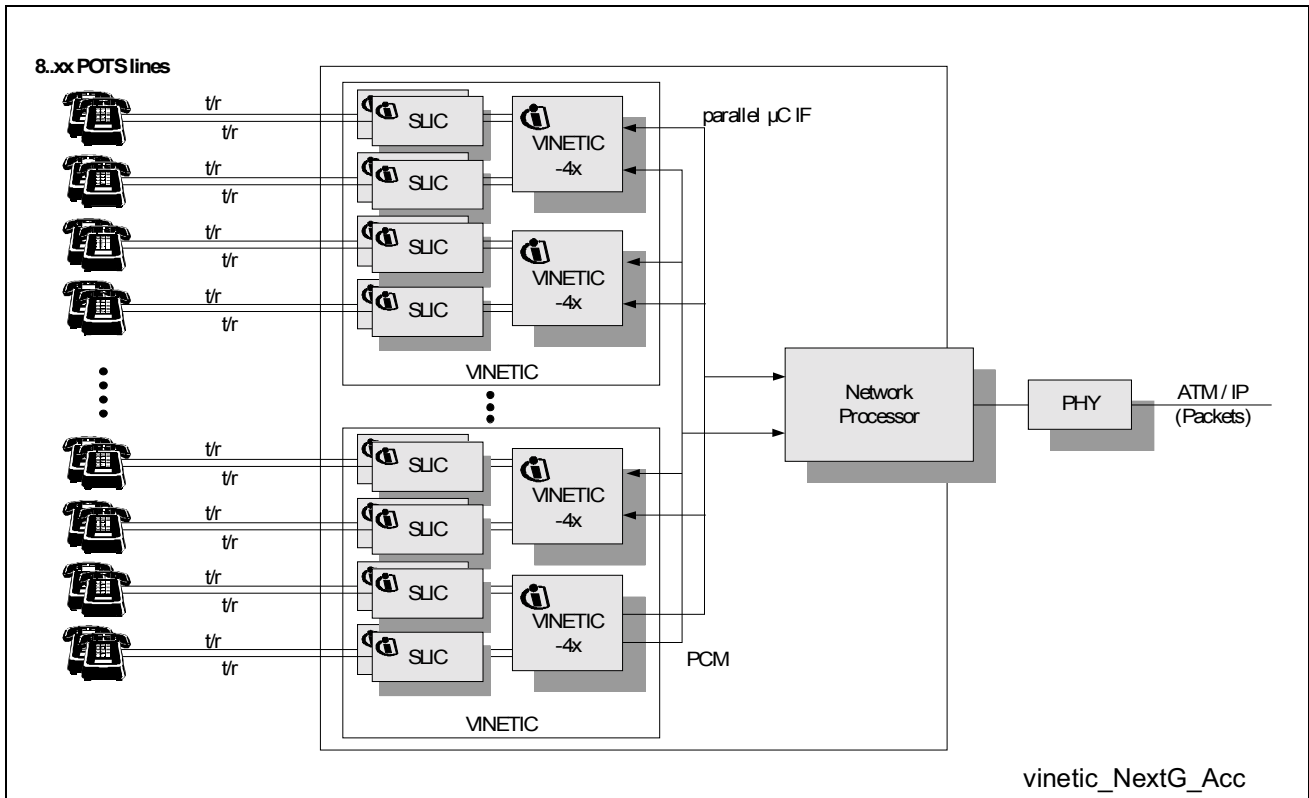 8..xx POTS lines
t/r
t/r
SLIC
VINETIC
-4x
parallel µC IF
t/r
t/r
SLIC
t/r
t/r
SLIC
VINETIC
-4x
t/r
t/r
SLIC
VINETIC
Network
Processor
PHY
ATM / IP
(Packets)
t/r
t/r
SLIC
VINETIC
-4x
t/r
t/r
SLIC
t/r
t/r
SLIC
VINETIC
-4x
t/r
t/r
SLIC
PCM
VINETIC
vinetic_NextG_Acc